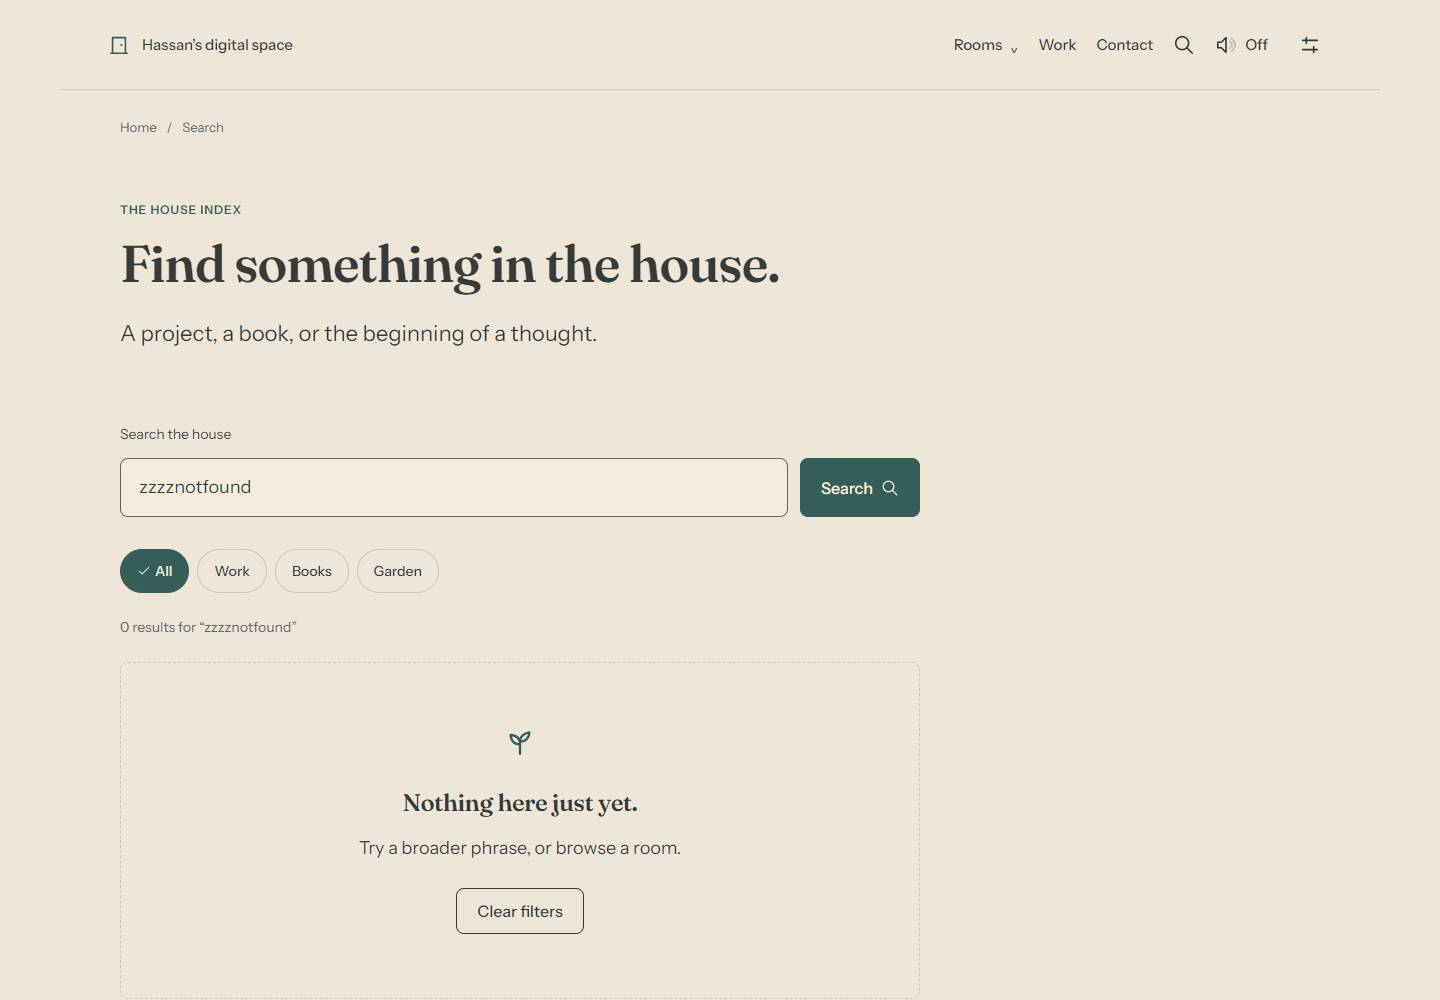 Hassan’s digital space
Rooms Work Contact Off
Home / Search
THE HOUSE INDEX
Find something in the house.
A project, a book, or the beginning of a thought.
Search the house
zzzznotfound
Search
All Work Books Garden
0 results for “zzzznotfound”
Nothing here just yet.
Try a broader phrase, or browse a room.
Clear filters